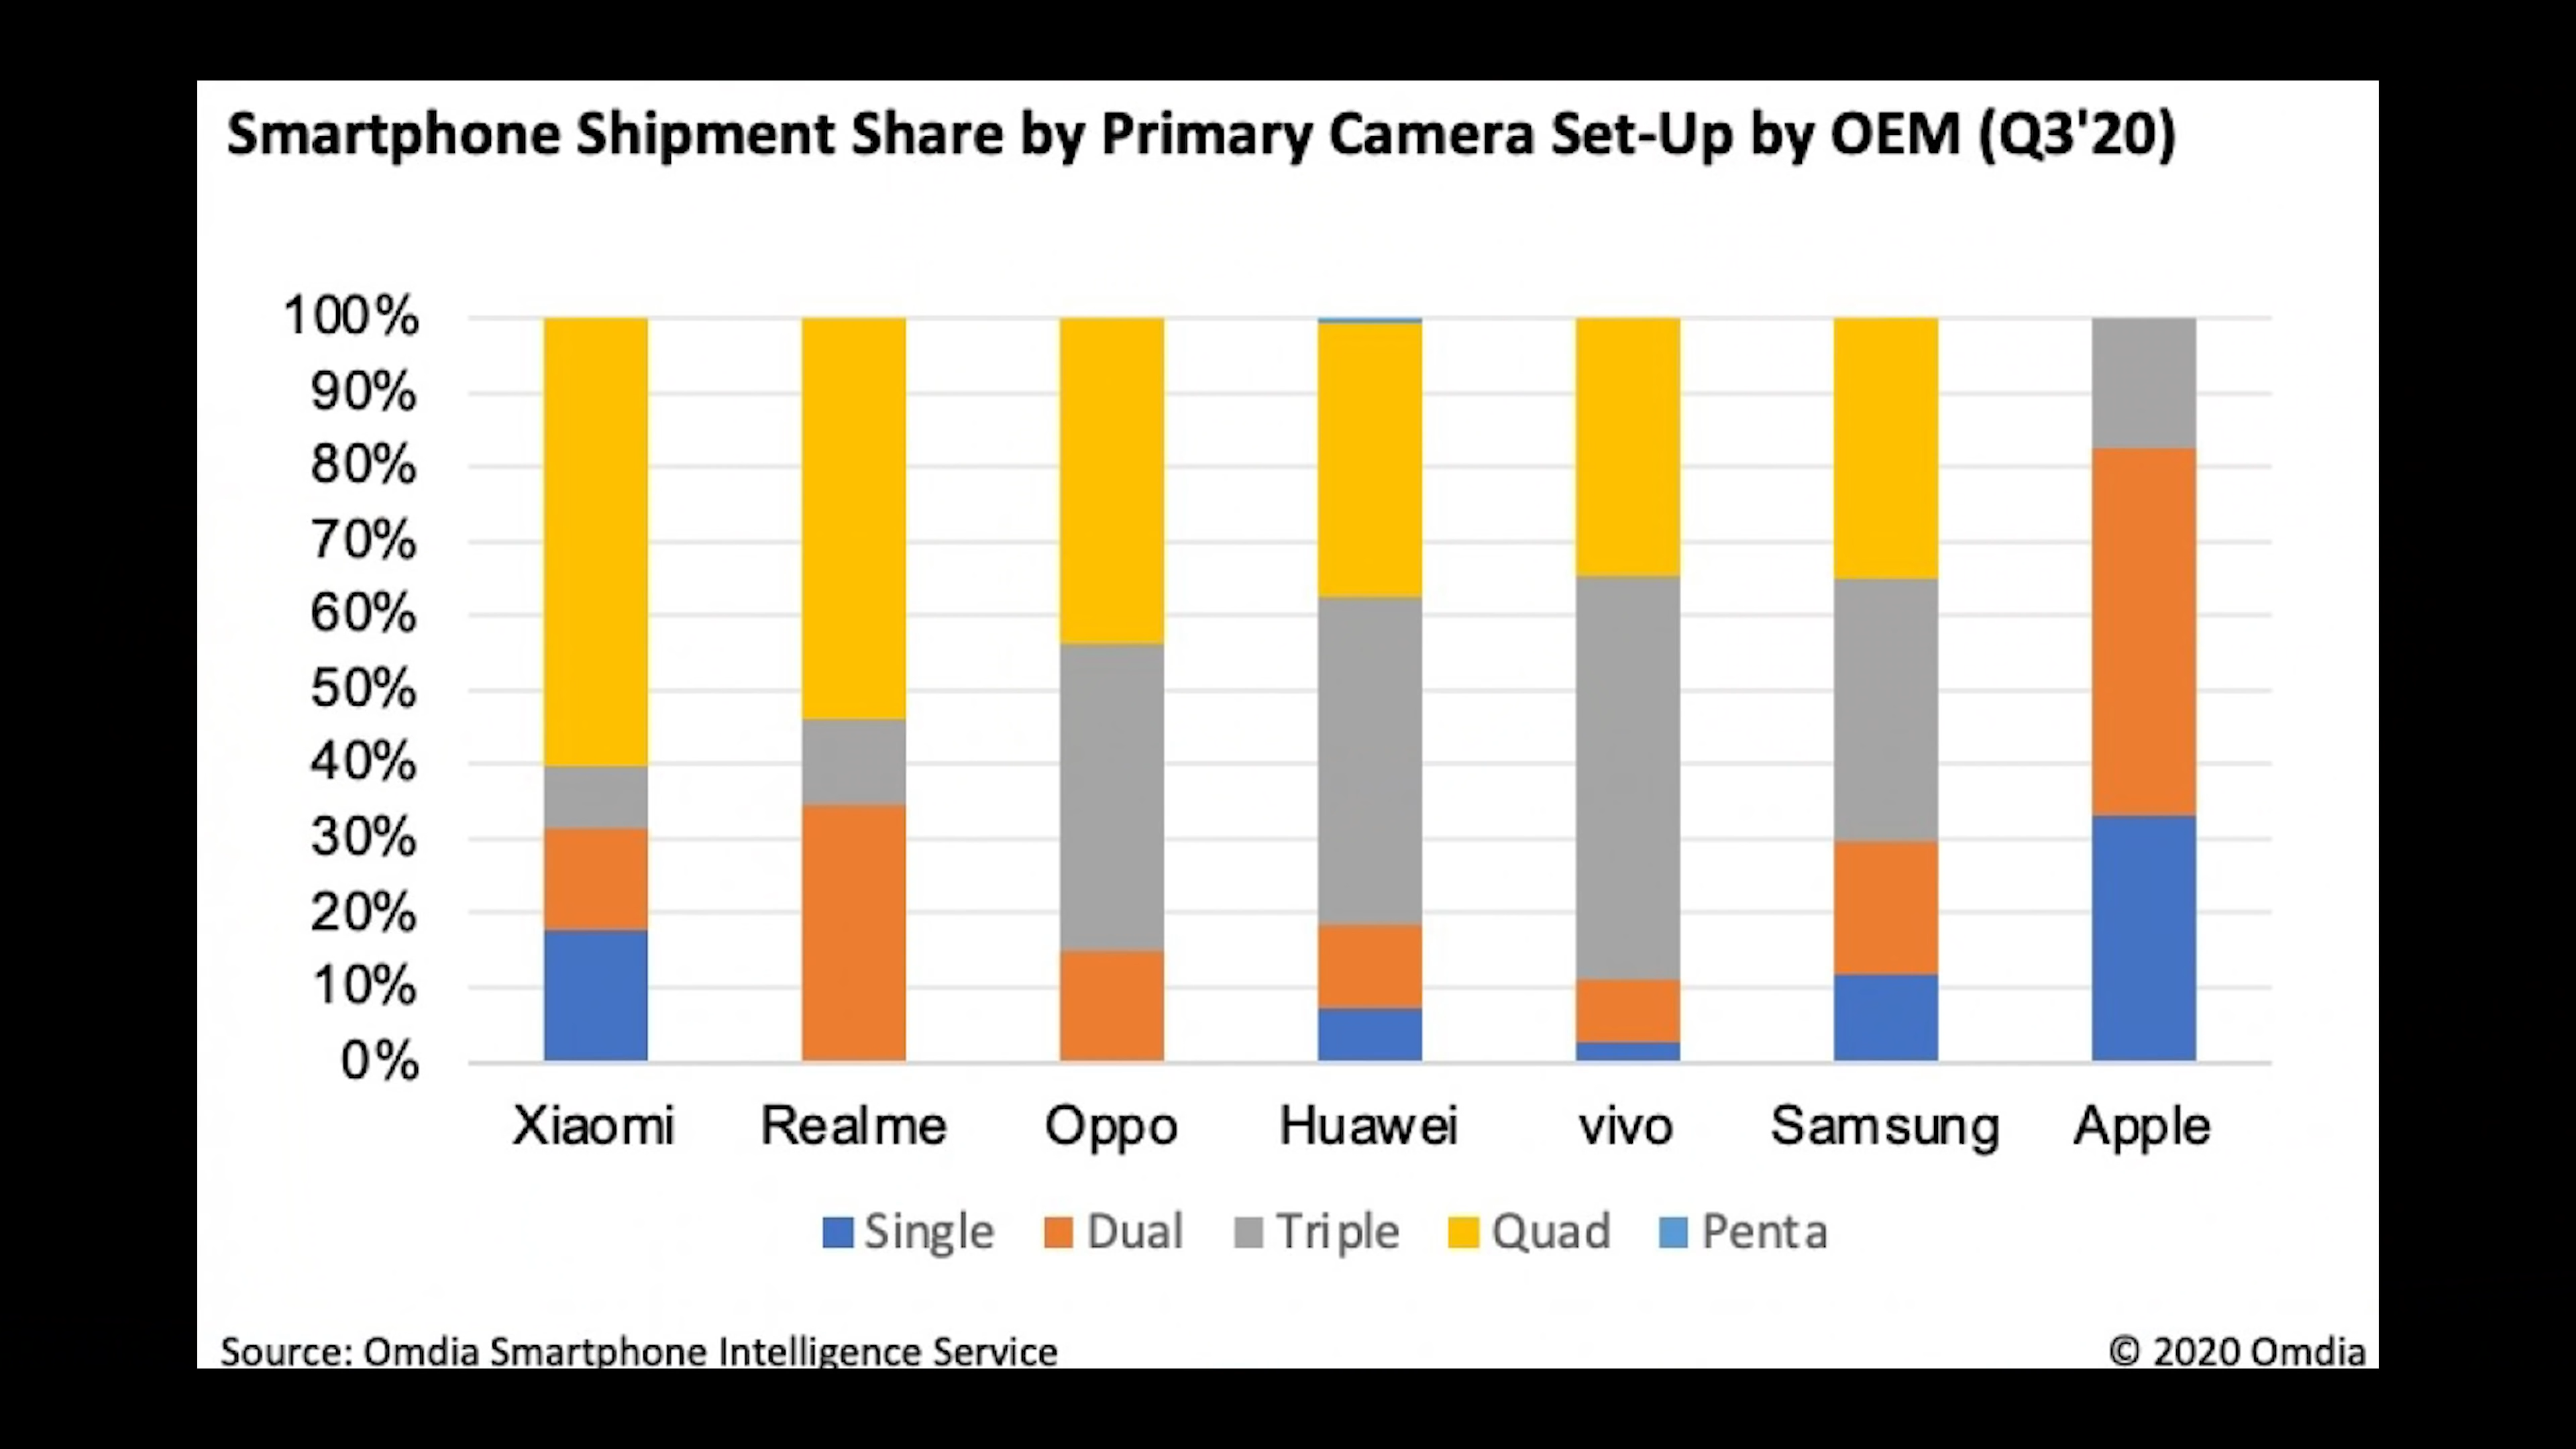 Smartphone Shipment Share by Primary Camera Set-Up by OEM (Q3'20)
100%
90%
80%
70%
60%
50%
40%
30%
20%
10%
0%
Xiaomi Realme Oppo Huawei vivo Samsung Apple
Single Dual Triple Quad Penta
Source: Omdia Smartphone Intelligence Service © 2020 Omdia